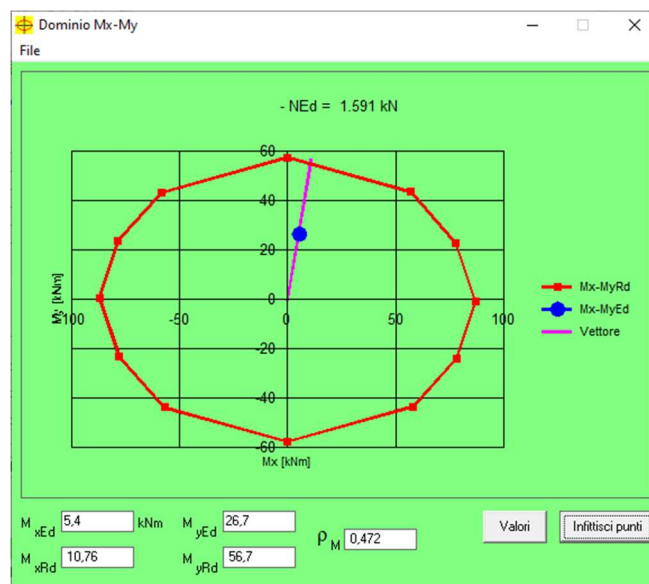 Dominio Mx-My
File
- NEd = 1.591 kN
60
40
20
0
-20
-40
-60
-100 -50 0 50 100
My [kNm]
Mx [kNm]
Mx-MyRd
Mx-MyEd
Vettore
M xEd 5,4 kNm M yEd 26,7 ρ M 0,472 Valori Infittisci punti
M xRd 10,76 M yRd 56,7